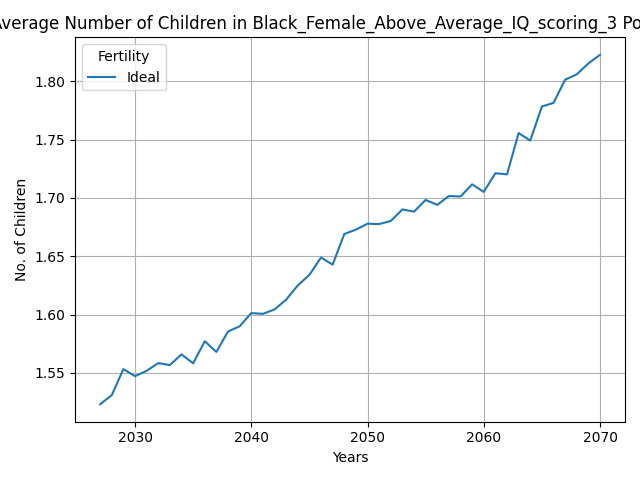 Average Number of Children in Black_Female_Above_Average_IQ_scoring_3 Po
Fertility
Ideal
No. of Children
1.80
1.75
1.70
1.65
1.60
1.55
2030 2040 2050 2060 2070
Years